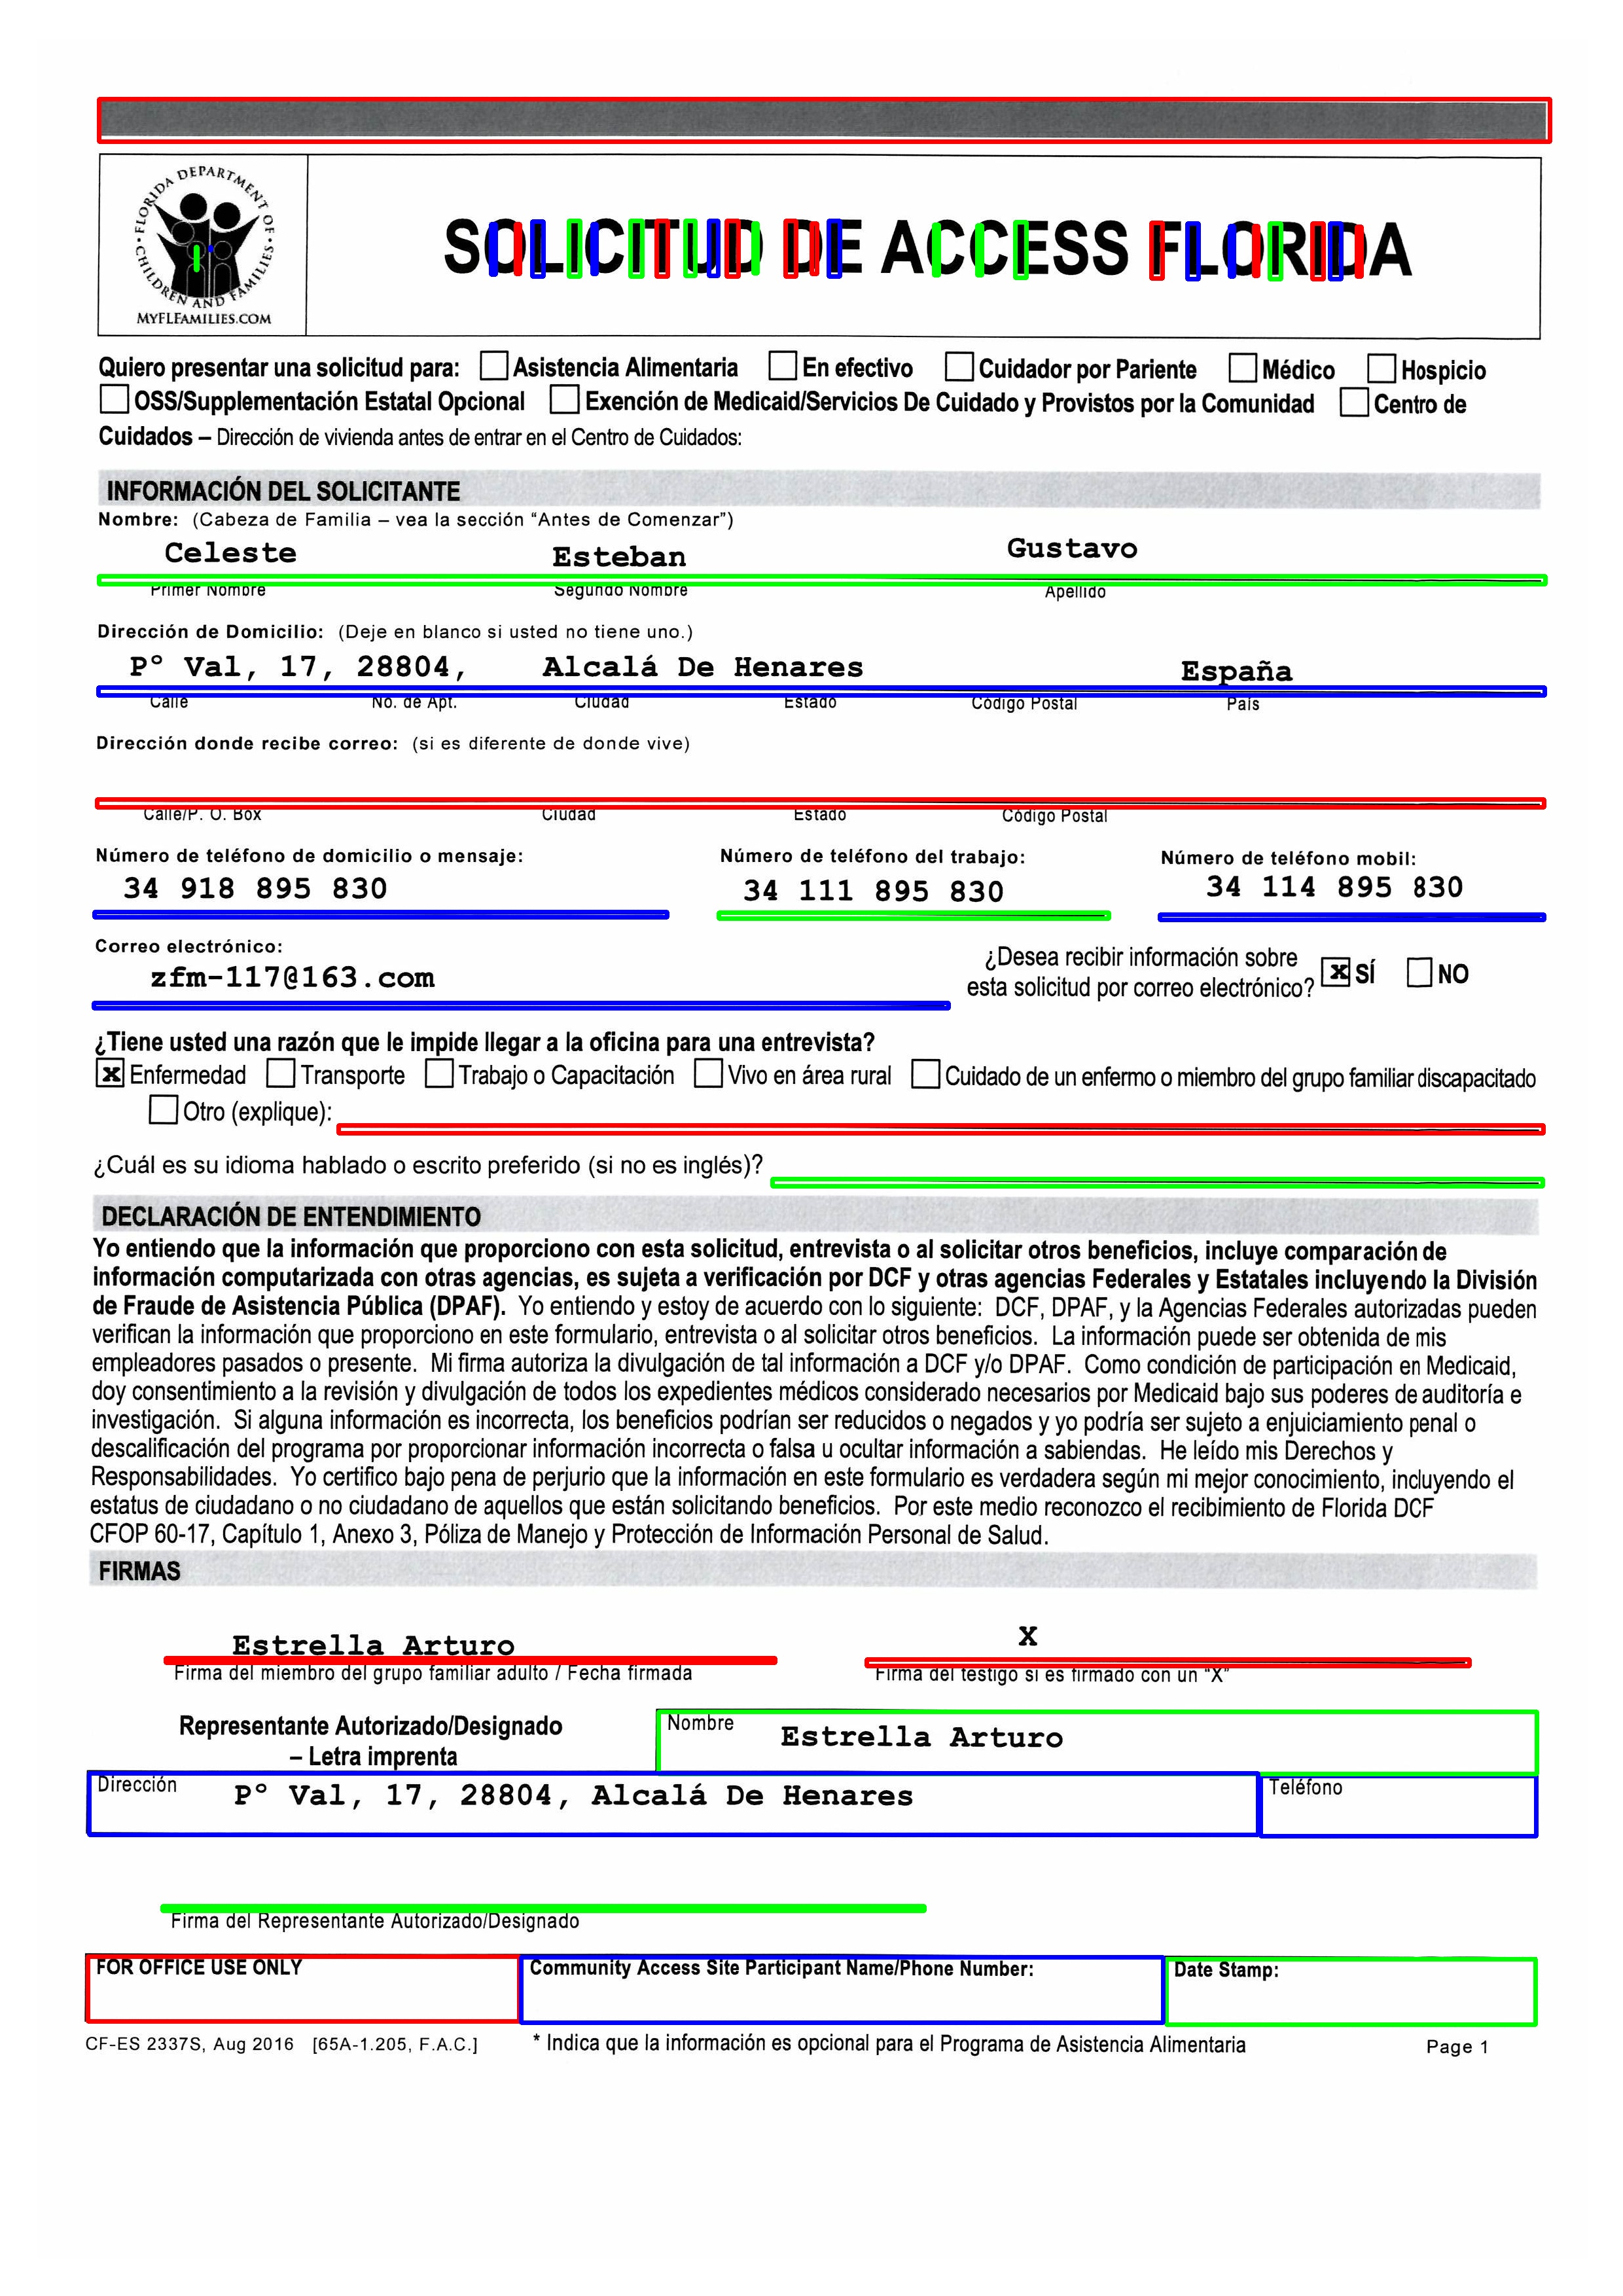 FLORIDA DEPARTMENT OF CHILDREN AND FAMILIES
MYFLFAMILIES.COM
SOLICITUD DE ACCESS FLORIDA
Quiero presentar una solicitud para: Asistencia Alimentaria En efectivo Cuidador por Pariente Médico Hospicio
OSS/Supplementación Estatal Opcional Exención de Medicaid/Servicios De Cuidado y Provistos por la Comunidad Centro de
Cuidados – Dirección de vivienda antes de entrar en el Centro de Cuidados:
INFORMACIÓN DEL SOLICITANTE
Nombre: (Cabeza de Familia – vea la sección “Antes de Comenzar”)
Celeste Esteban Gustavo
Primer Nombre Segundo Nombre Apellido
Dirección de Domicilio: (Deje en blanco si usted no tiene uno.)
Pº Val, 17, 28804, Alcalá De Henares España
Calle No. de Apt. Ciudad Estado Código Postal País
Dirección donde recibe correo: (si es diferente de donde vive)
Calle/P. O. Box Ciudad Estado Código Postal
Número de teléfono de domicilio o mensaje: Número de teléfono del trabajo: Número de teléfono mobil:
34 918 895 830 34 111 895 830 34 114 895 830
Correo electrónico:
zfm-117@163.com
¿Desea recibir información sobre
esta solicitud por correo electrónico? x SÍ NO
¿Tiene usted una razón que le impide llegar a la oficina para una entrevista?
x Enfermedad Transporte Trabajo o Capacitación Vivo en área rural Cuidado de un enfermo o miembro del grupo familiar discapacitado
Otro (explique):
¿Cuál es su idioma hablado o escrito preferido (si no es inglés)?
DECLARACIÓN DE ENTENDIMIENTO
Yo entiendo que la información que proporciono con esta solicitud, entrevista o al solicitar otros beneficios, incluye comparación de
información computarizada con otras agencias, es sujeta a verificación por DCF y otras agencias Federales y Estatales incluyendo la División
de Fraude de Asistencia Pública (DPAF). Yo entiendo y estoy de acuerdo con lo siguiente: DCF, DPAF, y la Agencias Federales autorizadas pueden
verifican la información que proporciono en este formulario, entrevista o al solicitar otros beneficios. La información puede ser obtenida de mis
empleadores pasados o presente. Mi firma autoriza la divulgación de tal información a DCF y/o DPAF. Como condición de participación en Medicaid,
doy consentimiento a la revisión y divulgación de todos los expedientes médicos considerado necesarios por Medicaid bajo sus poderes de auditoría e
investigación. Si alguna información es incorrecta, los beneficios podrían ser reducidos o negados y yo podría ser sujeto a enjuiciamiento penal o
descalificación del programa por proporcionar información incorrecta o falsa u ocultar información a sabiendas. He leído mis Derechos y
Responsabilidades. Yo certifico bajo pena de perjurio que la información en este formulario es verdadera según mi mejor conocimiento, incluyendo el
estatus de ciudadano o no ciudadano de aquellos que están solicitando beneficios. Por este medio reconozco el recibimiento de Florida DCF
CFOP 60-17, Capítulo 1, Anexo 3, Póliza de Manejo y Protección de Información Personal de Salud.
FIRMAS
Estrella Arturo X
Firma del miembro del grupo familiar adulto / Fecha firmada Firma del testigo si es firmado con un “X”
Representante Autorizado/Designado
– Letra imprenta
Nombre Estrella Arturo
Dirección Pº Val, 17, 28804, Alcalá De Henares Teléfono
Firma del Representante Autorizado/Designado
FOR OFFICE USE ONLY Community Access Site Participant Name/Phone Number: Date Stamp:
CF-ES 2337S, Aug 2016 [65A-1.205, F.A.C.] * Indica que la información es opcional para el Programa de Asistencia Alimentaria Page 1